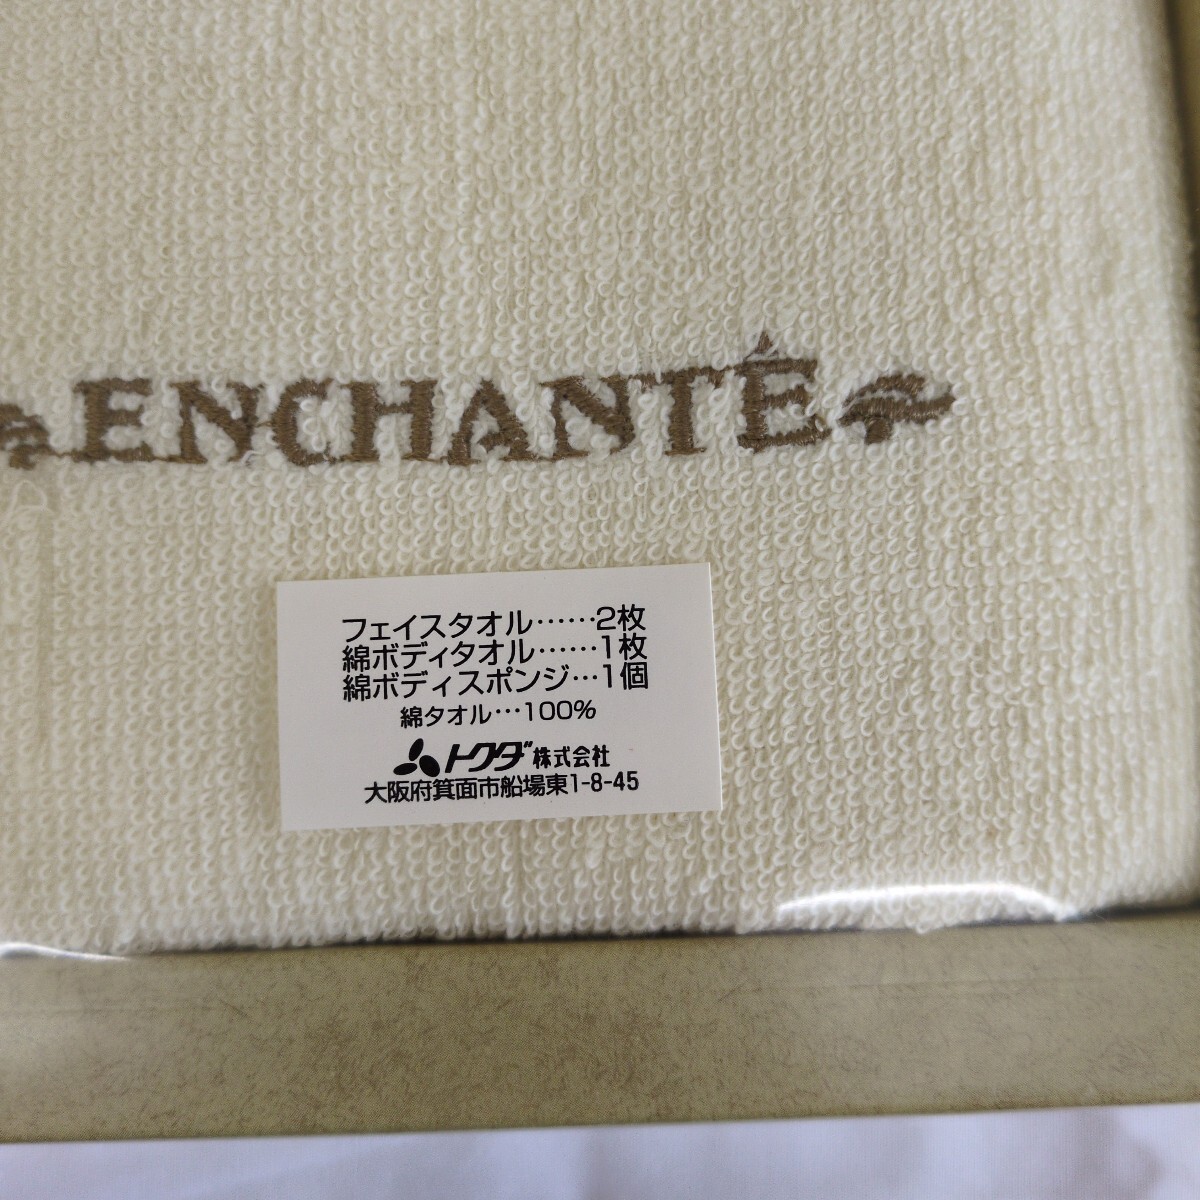 ENCHANTÉ
フェイスタオル……2枚
綿ボディタオル……1枚
綿ボディスポンジ…1個
綿タオル…100%
トクダ株式会社
大阪府箕面市船場東1-8-45